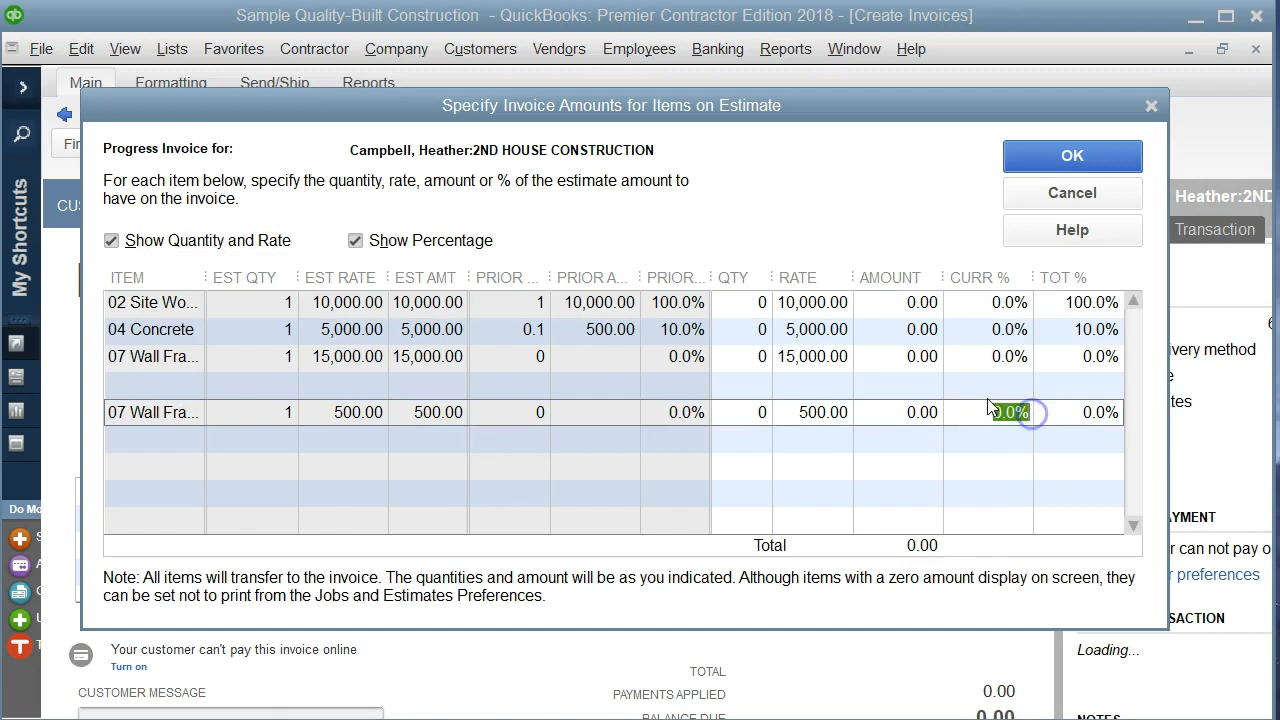 Sample Quality-Built Construction - QuickBooks: Premier Contractor Edition 2018 - [Create Invoices]
File Edit View Lists Favorites Contractor Company Customers Vendors Employees Banking Reports Window Help
Main Formatting Send/Ship Reports
Specify Invoice Amounts for Items on Estimate
Progress Invoice for: Campbell, Heather:2ND HOUSE CONSTRUCTION
For each item below, specify the quantity, rate, amount or % of the estimate amount to
have on the invoice.
OK
Cancel
Help
Show Quantity and Rate Show Percentage
ITEM EST QTY EST RATE EST AMT PRIOR ... PRIOR A... PRIOR... QTY RATE AMOUNT CURR % TOT %
02 Site Wo... 1 10,000.00 10,000.00 1 10,000.00 100.0% 0 10,000.00 0.00 0.0% 100.0%
04 Concrete 1 5,000.00 5,000.00 0.1 500.00 10.0% 0 5,000.00 0.00 0.0% 10.0%
07 Wall Fra... 1 15,000.00 15,000.00 0 0.0% 0 15,000.00 0.00 0.0% 0.0%
07 Wall Fra... 1 500.00 500.00 0 0.0% 0 500.00 0.00 0.0% 0.0%
Total 0.00
Note: All items will transfer to the invoice. The quantities and amount will be as you indicated. Although items with a zero amount display on screen, they
can be set not to print from the Jobs and Estimates Preferences.
My Shortcuts
Do Mo
Fin
CUS
Heather:2ND
Transaction
ivery method
e
tes
YMENT
r can not pay o
r preferences
SACTION
Loading...
NOTES
Your customer can't pay this invoice online
Turn on
CUSTOMER MESSAGE
TOTAL
PAYMENTS APPLIED 0.00
BALANCE DUE 0.00